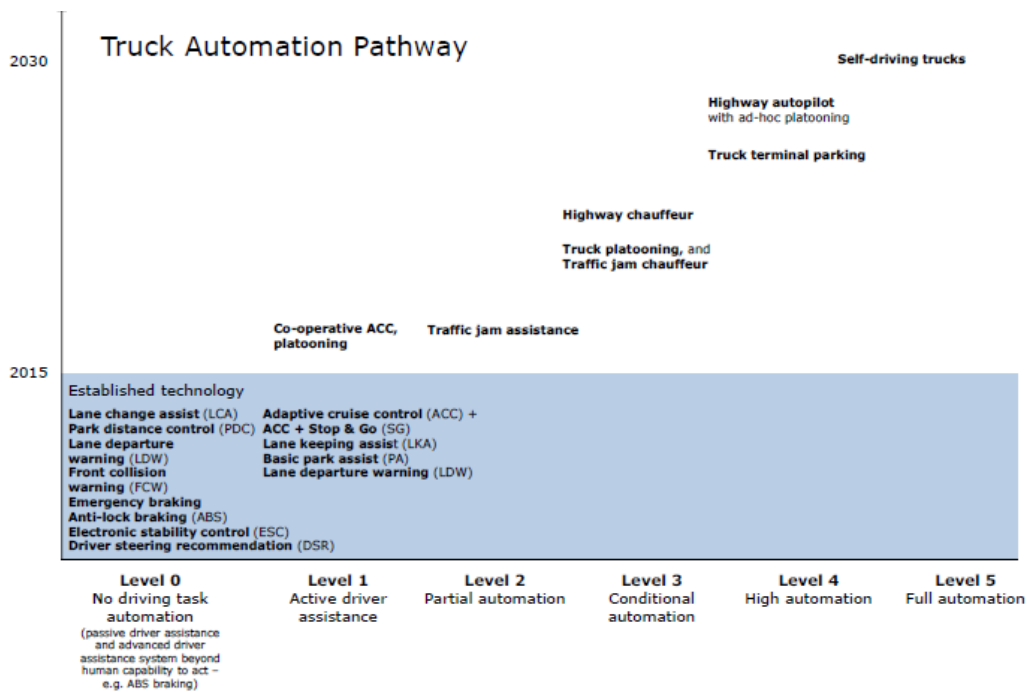 Truck Automation Pathway
2030
Self-driving trucks
Highway autopilot
with ad-hoc platooning
Truck terminal parking
Highway chauffeur
Truck platooning, and
Traffic jam chauffeur
Co-operative ACC,
platooning
Traffic jam assistance
2015
Established technology
Lane change assist (LCA)
Park distance control (PDC)
Lane departure
warning (LDW)
Front collision
warning (FCW)
Emergency braking
Anti-lock braking (ABS)
Electronic stability control (ESC)
Driver steering recommendation (DSR)
Adaptive cruise control (ACC) +
ACC + Stop & Go (SG)
Lane keeping assist (LKA)
Basic park assist (PA)
Lane departure warning (LDW)
Level 0
No driving task
automation
(passive driver assistance
and advanced driver
assistance system beyond
human capability to act –
e.g. ABS braking)
Level 1
Active driver
assistance
Level 2
Partial automation
Level 3
Conditional
automation
Level 4
High automation
Level 5
Full automation